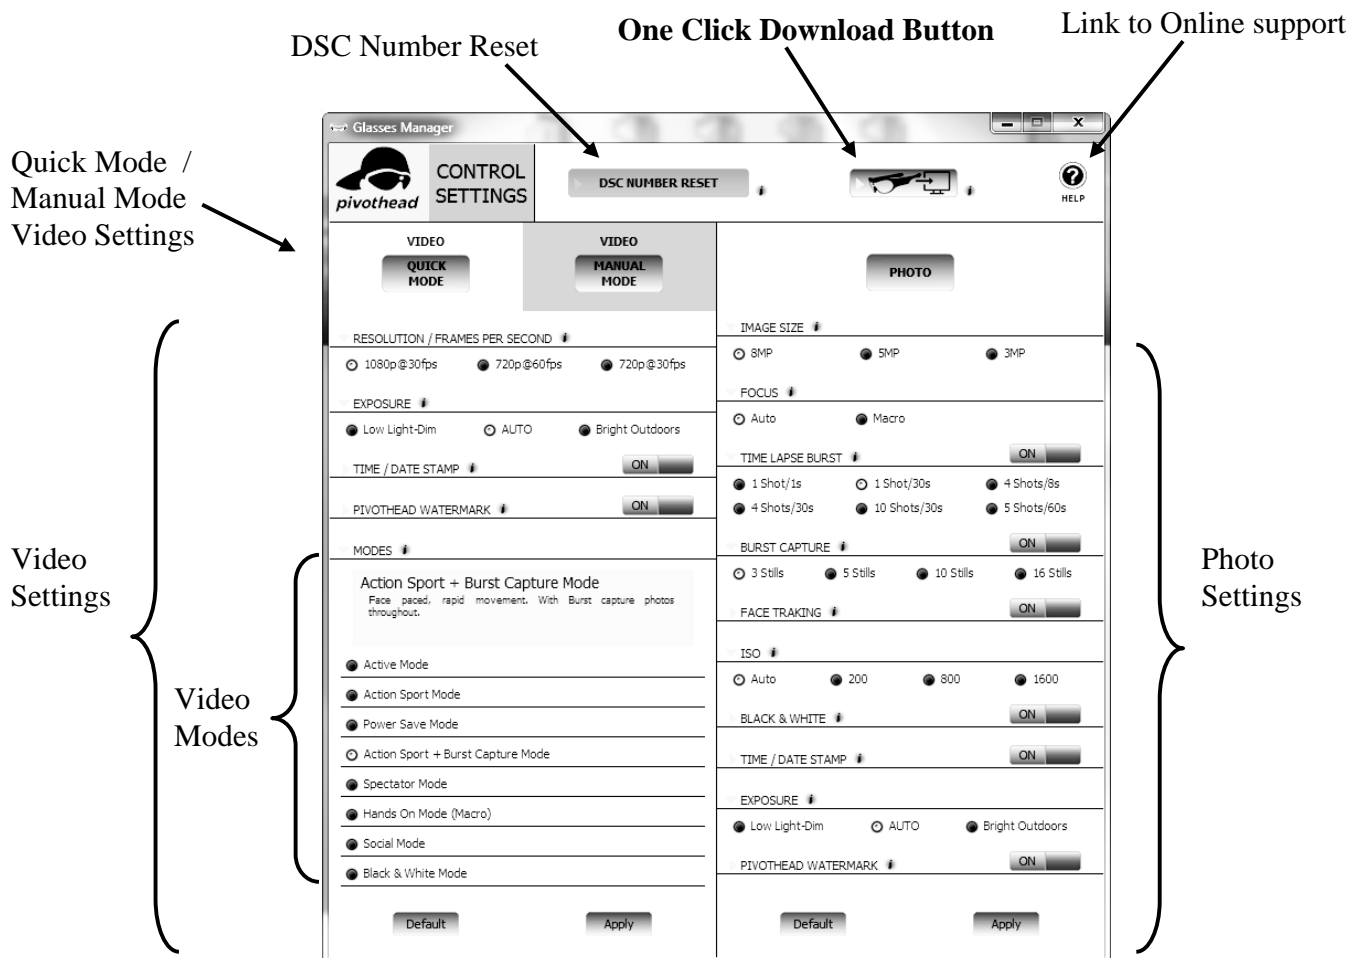 DSC Number Reset
One Click Download Button
Link to Online support
Quick Mode /
Manual Mode
Video Settings
Glasses Manager
pivothead
CONTROL
SETTINGS
DSC NUMBER RESET i
i
HELP
VIDEO
QUICK
MODE
VIDEO
MANUAL
MODE
PHOTO
RESOLUTION / FRAMES PER SECOND i
1080p@30fps 720p@60fps 720p@30fps
EXPOSURE i
Low Light-Dim AUTO Bright Outdoors
TIME / DATE STAMP i ON
PIVOTHEAD WATERMARK i ON
MODES i
Action Sport + Burst Capture Mode
Face paced, rapid movement. With Burst capture photos
throughout.
Active Mode
Action Sport Mode
Power Save Mode
Action Sport + Burst Capture Mode
Spectator Mode
Hands On Mode (Macro)
Social Mode
Black & White Mode
Default Apply
IMAGE SIZE i
8MP 5MP 3MP
FOCUS i
Auto Macro
TIME LAPSE BURST i ON
1 Shot/1s 1 Shot/30s 4 Shots/8s
4 Shots/30s 10 Shots/30s 5 Shots/60s
BURST CAPTURE i ON
3 Stills 5 Stills 10 Stills 16 Stills
FACE TRAKING i ON
ISO i
Auto 200 800 1600
BLACK & WHITE i ON
TIME / DATE STAMP i ON
EXPOSURE i
Low Light-Dim AUTO Bright Outdoors
PIVOTHEAD WATERMARK i ON
Default Apply
Video
Settings
Video
Modes
Photo
Settings